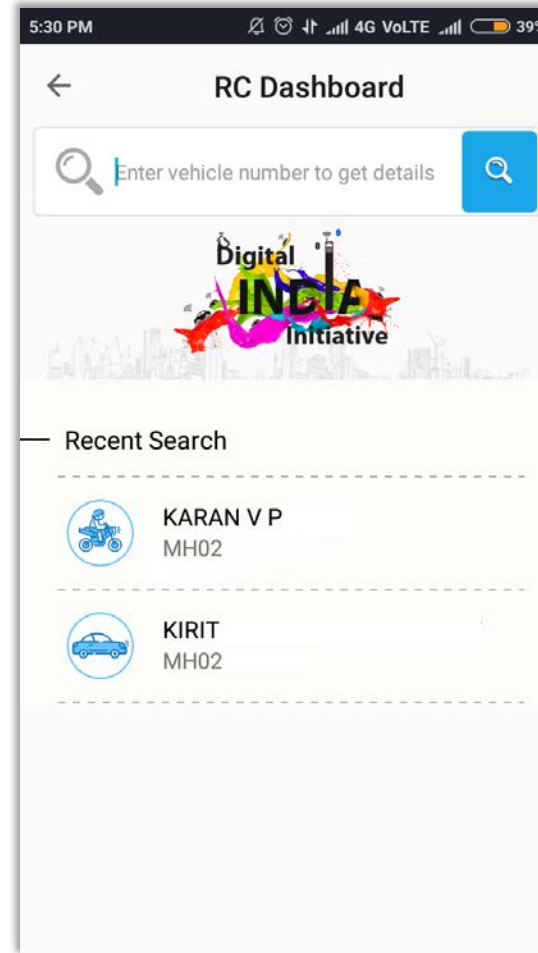 5:30 PM 4G VoLTE 39%
RC Dashboard
Enter vehicle number to get details
Digital
INDIA
Initiative
Recent Search
KARAN V P
MH02
KIRIT
MH02